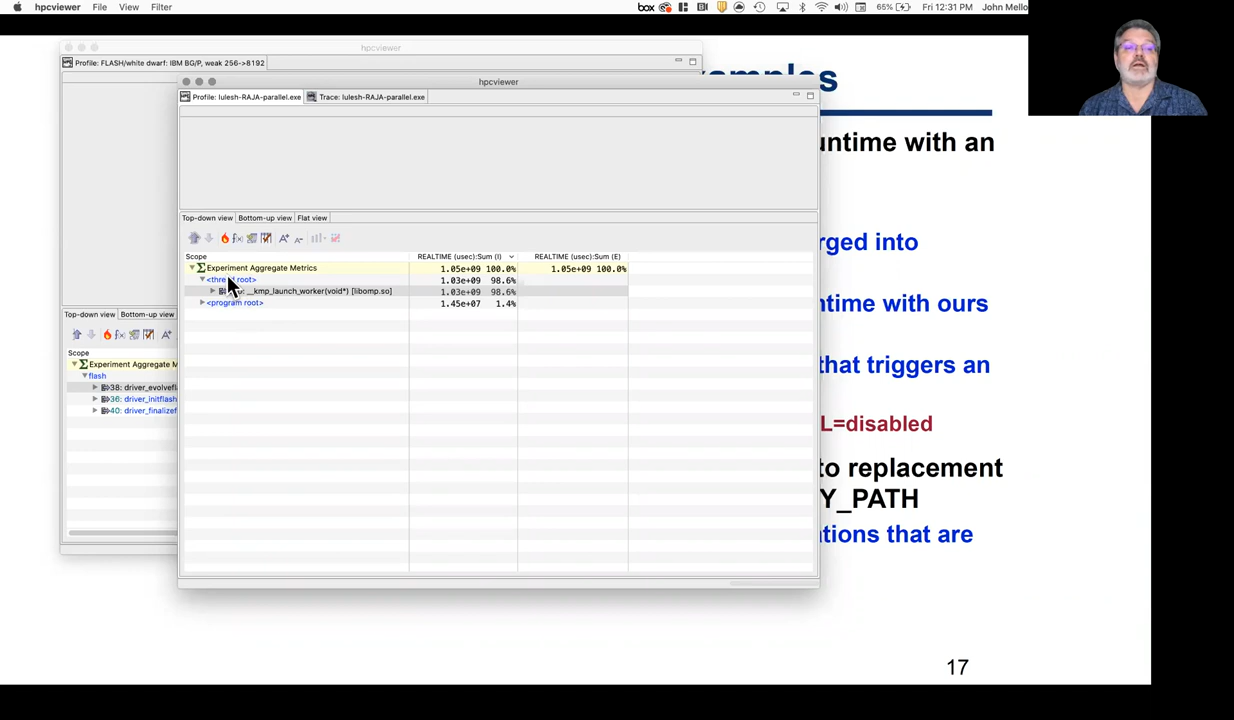 hpcviewer File View Filter box 65% Fri 12:31 PM John Mello
hpcviewer
Profile: FLASH/white dwarf: IBM BG/P, weak 256->8192
hpcviewer
amples
Profile: lulesh-RAJA-parallel.exe Trace: lulesh-RAJA-parallel.exe
untime with an
Top-down view Bottom-up view Flat view
rged into
Scope REALTIME (usec):Sum (I) REALTIME (usec):Sum (E)
Experiment Aggregate Metrics 1.05e+09 100.0% 1.05e+09 100.0%
<thr root> 1.03e+09 98.6%
__kmp_launch_worker(void*) [libomp.so] 1.03e+09 98.6%
<program root> 1.45e+07 1.4%
ntime with ours
Top-down view Bottom-up view
Scope
Experiment Aggregate M
flash
38: driver_evolvefl
36: driver_initflash
40: driver_finalizef
that triggers an
L=disabled
to replacement
Y_PATH
tions that are
17